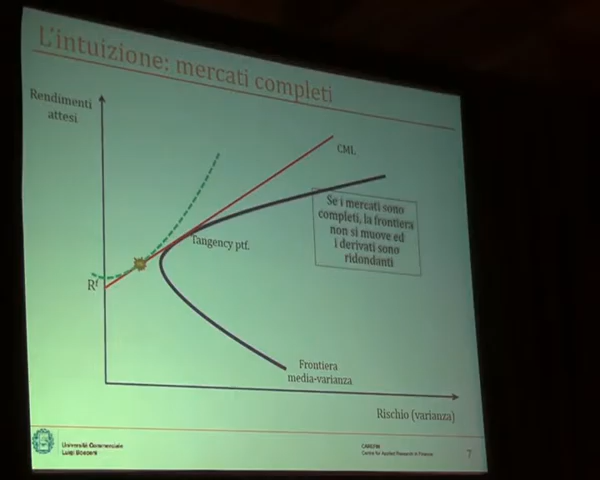 L'intuizione: mercati completi
Rendimenti
attesi
CML
Se i mercati sono
completi, la frontiera
non si muove ed
i derivati sono
ridondanti
Tangency ptf.
Rᶠ
Frontiera
media-varianza
Rischio (varianza)
Università Commerciale
Luigi Bocconi
CAREFIN
Centre for Applied Research in Finance
7